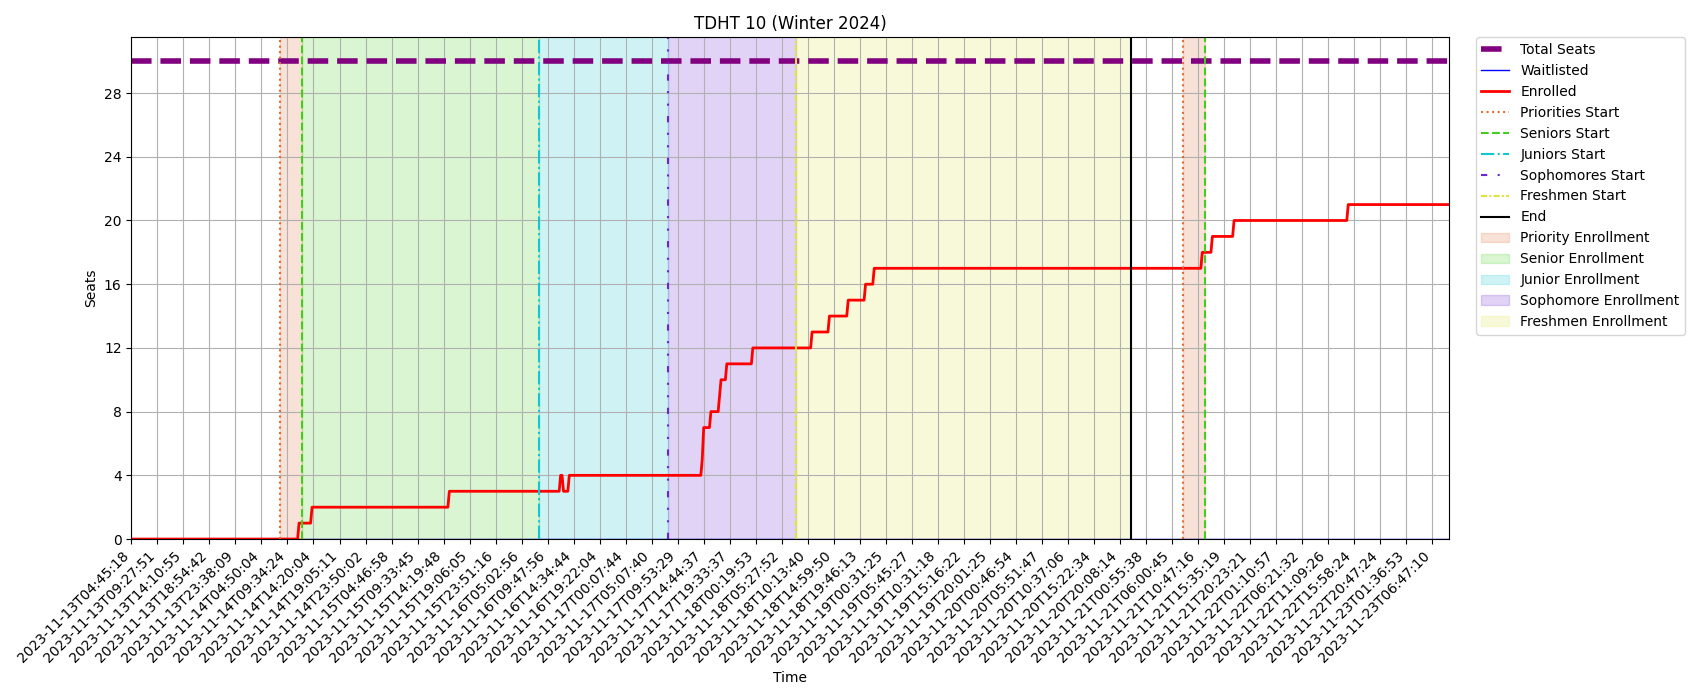 TDHT 10 (Winter 2024)
Seats
28
24
20
16
12
8
4
0
2023-11-13T04:45:18
2023-11-13T09:27:51
2023-11-13T14:10:55
2023-11-13T18:54:42
2023-11-13T23:38:09
2023-11-14T04:50:04
2023-11-14T09:34:24
2023-11-14T14:20:04
2023-11-14T19:05:11
2023-11-14T23:50:02
2023-11-15T04:46:58
2023-11-15T09:33:45
2023-11-15T14:19:48
2023-11-15T19:06:05
2023-11-15T23:51:16
2023-11-16T05:02:56
2023-11-16T09:47:56
2023-11-16T14:34:44
2023-11-16T19:22:04
2023-11-17T00:07:44
2023-11-17T05:07:40
2023-11-17T09:53:29
2023-11-17T14:44:37
2023-11-17T19:33:37
2023-11-18T00:19:53
2023-11-18T05:27:52
2023-11-18T10:13:40
2023-11-18T14:59:50
2023-11-18T19:46:13
2023-11-19T00:31:25
2023-11-19T05:45:27
2023-11-19T10:31:18
2023-11-19T15:16:22
2023-11-19T20:01:25
2023-11-20T00:46:54
2023-11-20T05:51:47
2023-11-20T10:37:06
2023-11-20T15:22:34
2023-11-20T20:08:14
2023-11-21T00:55:38
2023-11-21T06:00:45
2023-11-21T10:47:16
2023-11-21T15:35:19
2023-11-21T20:23:21
2023-11-22T01:10:57
2023-11-22T06:21:32
2023-11-22T11:09:26
2023-11-22T15:58:24
2023-11-22T20:47:24
2023-11-23T01:36:53
2023-11-23T06:47:10
Time
Total Seats
Waitlisted
Enrolled
Priorities Start
Seniors Start
Juniors Start
Sophomores Start
Freshmen Start
End
Priority Enrollment
Senior Enrollment
Junior Enrollment
Sophomore Enrollment
Freshmen Enrollment